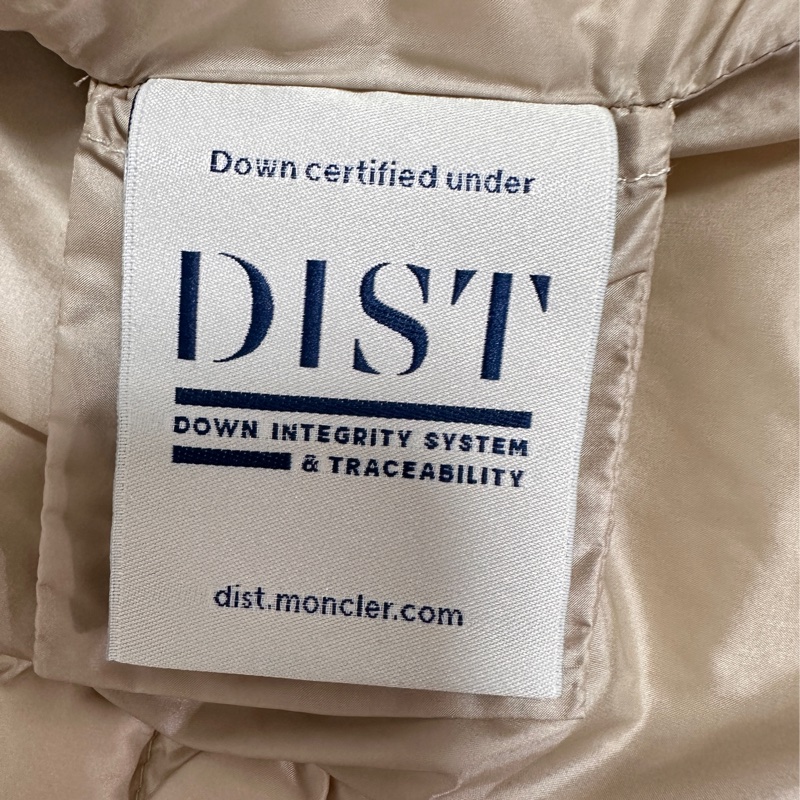 Down certified under
DIST
DOWN INTEGRITY SYSTEM
& TRACEABILITY
dist.moncler.com